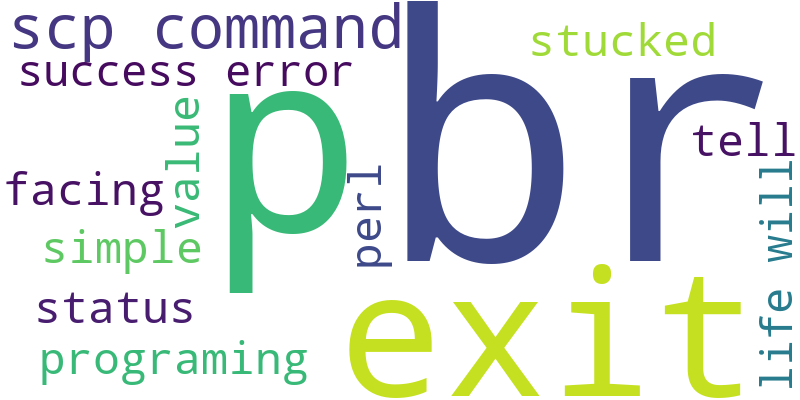 scp command
stucked
success error
p
br
value
tell
facing
perl
life will
simple
exit
status
programing